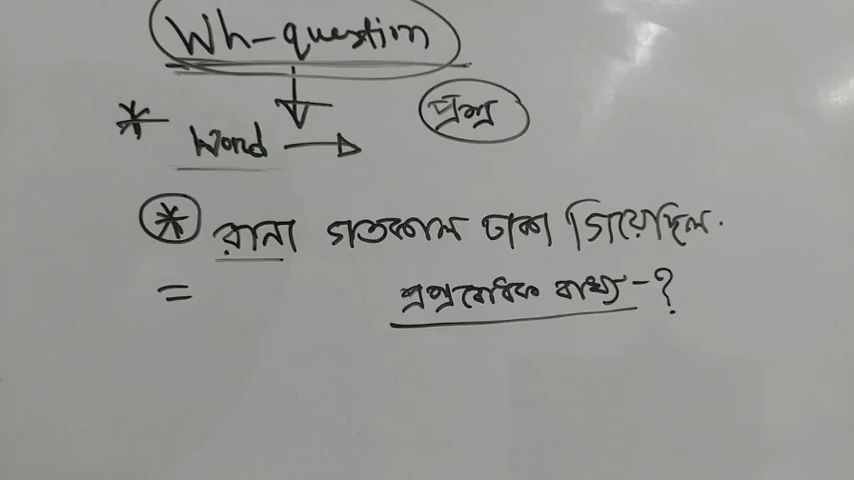 Wh-question
* Word → প্রশ্ন
* রানা গতকাল ঢাকা গিয়েছিল.
= প্রশ্নবোধক বাক্য-?